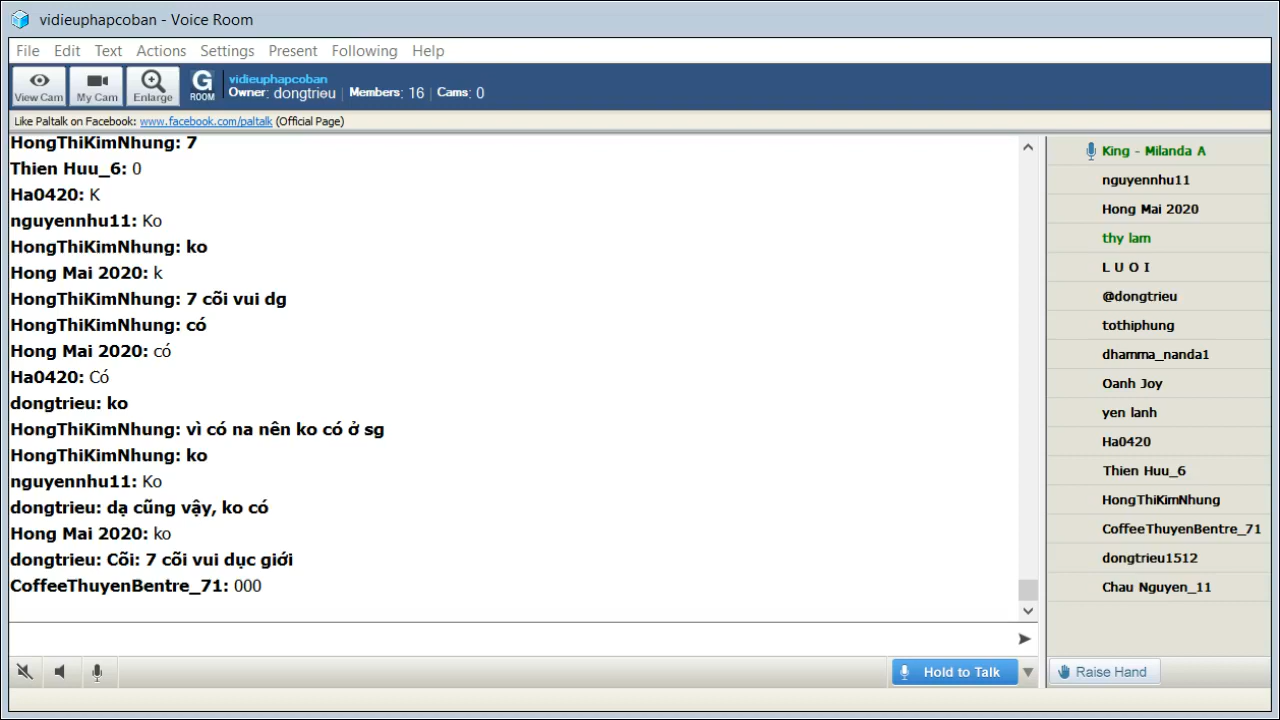 vidieuphapcoban - Voice Room
File Edit Text Actions Settings Present Following Help
View Cam My Cam Enlarge G ROOM
vidieuphapcoban
Owner: dongtrieu | Members: 16 | Cams: 0
Like Paltalk on Facebook: www.facebook.com/paltalk (Official Page)
HongThiKimNhung: 7
Thien Huu_6: 0
Ha0420: K
nguyennhu11: Ko
HongThiKimNhung: ko
Hong Mai 2020: k
HongThiKimNhung: 7 cõi vui dg
HongThiKimNhung: có
Hong Mai 2020: có
Ha0420: Có
dongtrieu: ko
HongThiKimNhung: vì có na nên ko có ở sg
HongThiKimNhung: ko
nguyennhu11: Ko
dongtrieu: dạ cũng vậy, ko có
Hong Mai 2020: ko
dongtrieu: Cõi: 7 cõi vui dục giới
CoffeeThuyenBentre_71: 000
King - Milanda A
nguyennhu11
Hong Mai 2020
thy lam
L U O I
@dongtrieu
tothiphung
dhamma_nanda1
Oanh Joy
yen lanh
Ha0420
Thien Huu_6
HongThiKimNhung
CoffeeThuyenBentre_71
dongtrieu1512
Chau Nguyen_11
Hold to Talk
Raise Hand